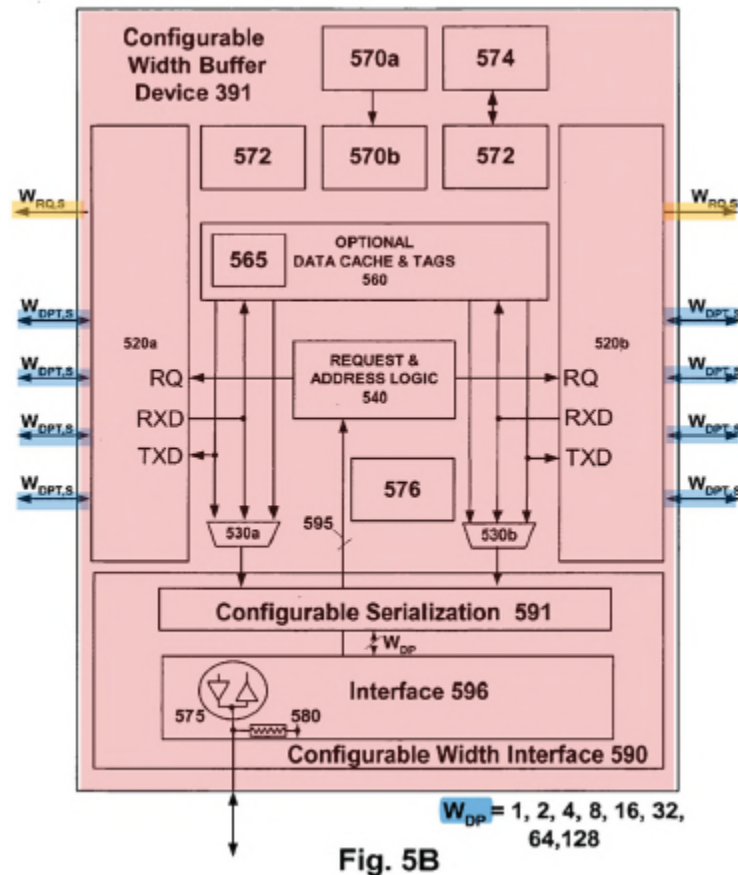 Configurable
Width Buffer
Device 391
570a
574
572
570b
572
W_RQ,S
W_RQ,S
565
OPTIONAL
DATA CACHE & TAGS
560
W_DPT,S
W_DPT,S
520a
520b
REQUEST &
ADDRESS LOGIC
540
W_DPT,S
RQ
RQ
W_DPT,S
W_DPT,S
RXD
RXD
W_DPT,S
TXD
TXD
W_DPT,S
W_DPT,S
576
595
530a
530b
Configurable Serialization 591
W_DP
Interface 596
575
580
Configurable Width Interface 590
W_DP = 1, 2, 4, 8, 16, 32,
64,128
Fig. 5B